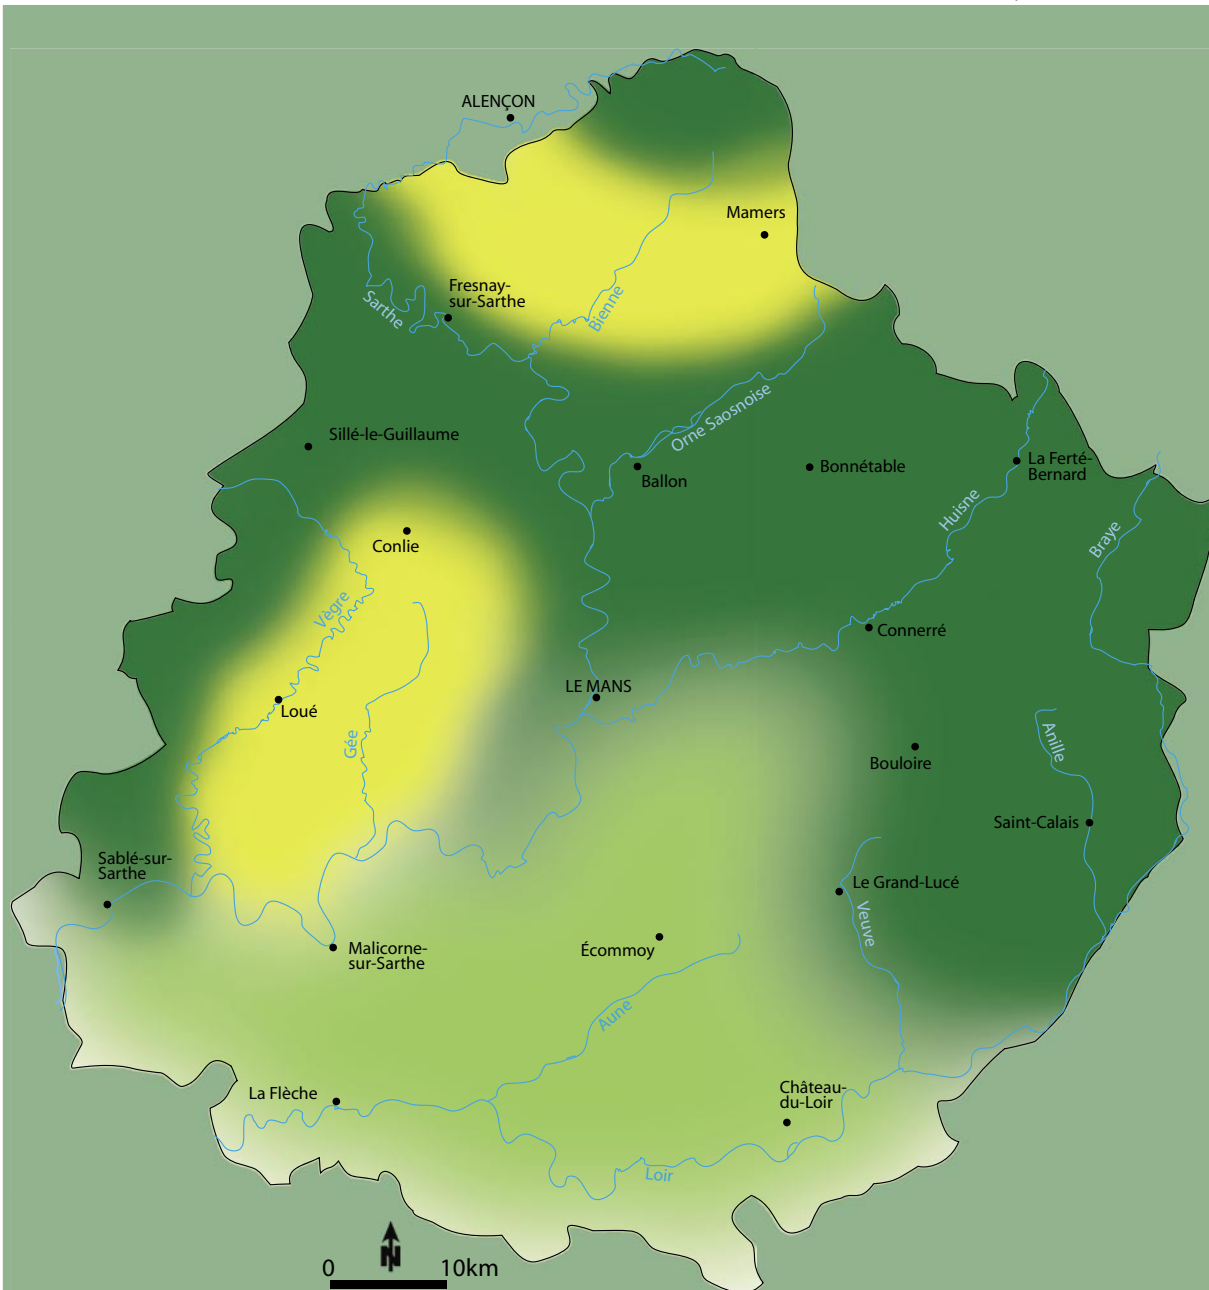 ALENÇON
Mamers
Fresnay-
sur-Sarthe
Sarthe
Bienne
Orne Saosnoise
Sillé-le-Guillaume
Ballon
Bonnétable
La Ferté-
Bernard
Huisne
Braye
Conlie
Vègre
Connerré
LE MANS
Loué
Gée
Anille
Bouloire
Saint-Calais
Sablé-sur-
Sarthe
Le Grand-Lucé
Veuve
Malicorne-
sur-Sarthe
Écommoy
Aune
La Flèche
Château-
du-Loir
Loir
N
0 10km